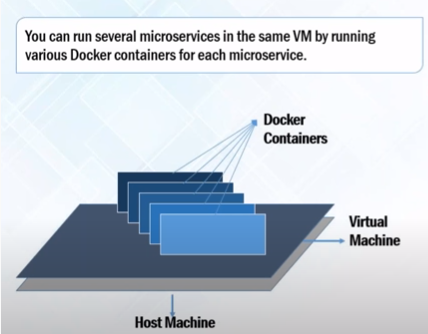 You can run several microservices in the same VM by running
various Docker containers for each microservice.
Docker
Containers
Virtual
Machine
Host Machine